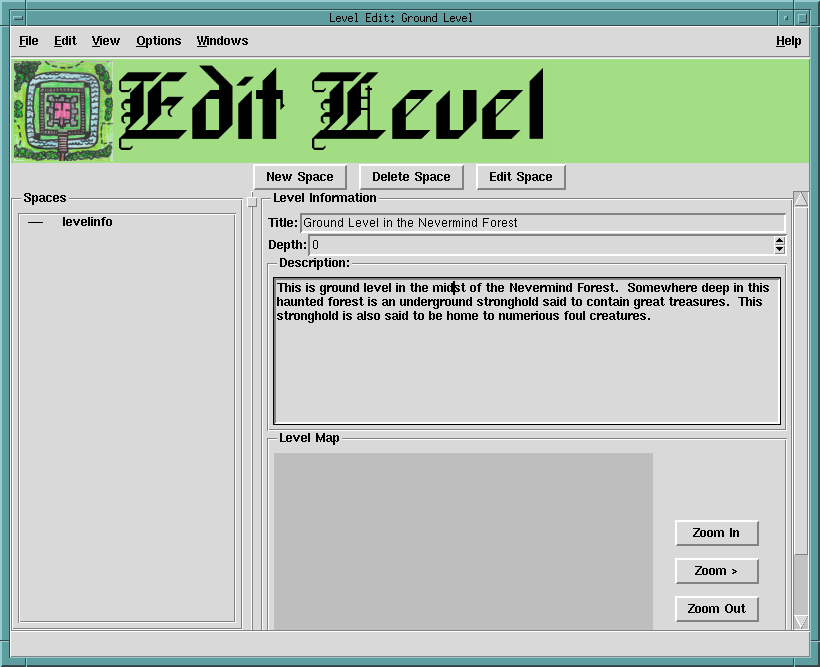 Level Edit: Ground Level
File Edit View Options Windows Help
Edit Level
New Space Delete Space Edit Space
Spaces
levelinfo
Level Information
Title: Ground Level in the Nevermind Forest
Depth: 0
Description:
This is ground level in the midst of the Nevermind Forest.  Somewhere deep in this
haunted forest is an underground stronghold said to contain great treasures.  This
stronghold is also said to be home to numerious foul creatures.
Level Map
Zoom In
Zoom >
Zoom Out